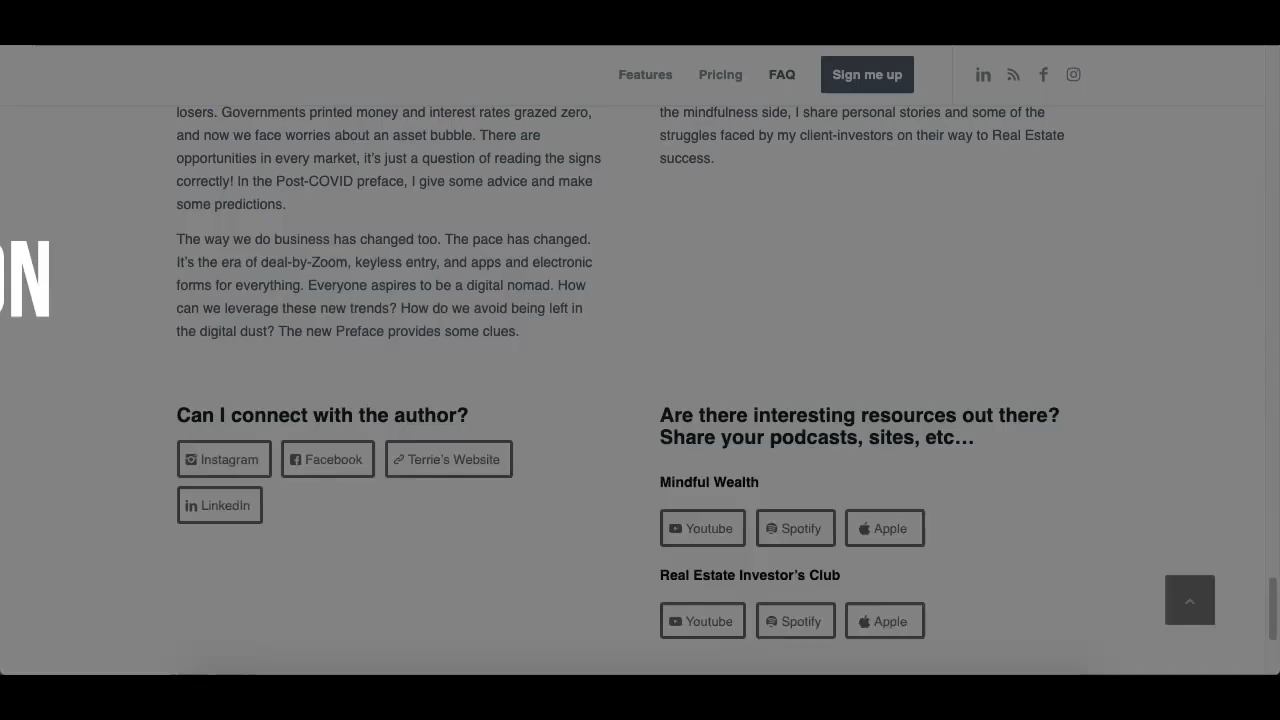 Features
Pricing
FAQ
Sign me up
losers. Governments printed money and interest rates grazed zero,
and now we face worries about an asset bubble. There are
opportunities in every market, it's just a question of reading the signs
correctly! In the Post-COVID preface, I give some advice and make
some predictions.
The way we do business has changed too. The pace has changed.
It's the era of deal-by-Zoom, keyless entry, and apps and electronic
forms for everything. Everyone aspires to be a digital nomad. How
can we leverage these new trends? How do we avoid being left in
the digital dust? The new Preface provides some clues.
the mindfulness side, I share personal stories and some of the
struggles faced by my client-investors on their way to Real Estate
success.
ON
Can I connect with the author?
Instagram
Facebook
Terrie's Website
LinkedIn
Are there interesting resources out there?
Share your podcasts, sites, etc...
Mindful Wealth
Youtube
Spotify
Apple
Real Estate Investor's Club
Youtube
Spotify
Apple